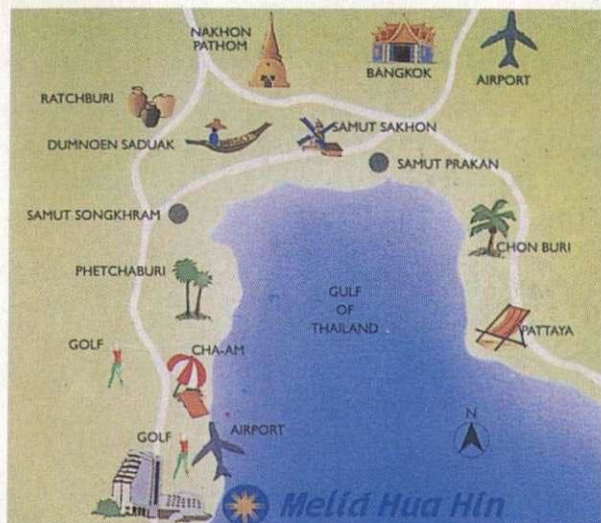 NAKHON
PATHOM
BANGKOK
AIRPORT
RATCHBURI
SAMUT SAKHON
DUMNOEN SADUAK
SAMUT PRAKAN
SAMUT SONGKHRAM
CHON BURI
PHETCHABURI
GULF
OF
THAILAND
PATTAYA
GOLF
CHA-AM
N
GOLF
AIRPORT
Meliá Hua Hin